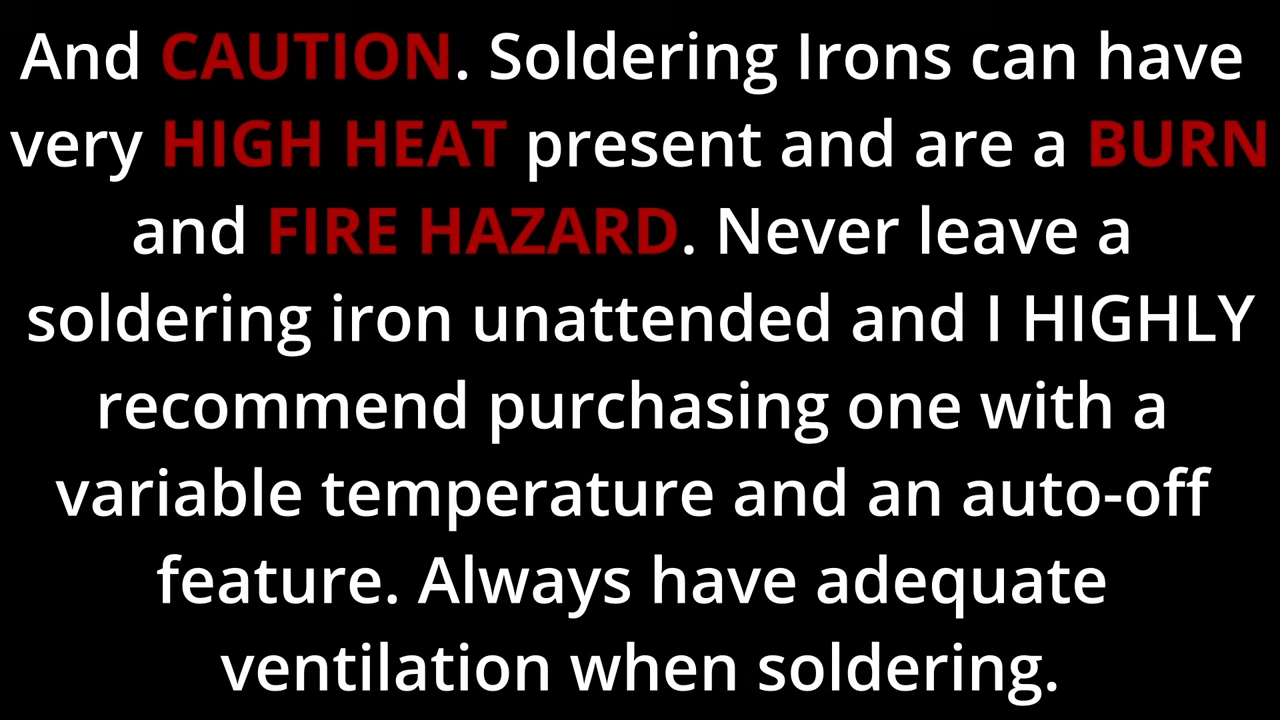 And CAUTION. Soldering Irons can have
very HIGH HEAT present and are a BURN
and FIRE HAZARD. Never leave a
soldering iron unattended and I HIGHLY
recommend purchasing one with a
variable temperature and an auto-off
feature. Always have adequate
ventilation when soldering.